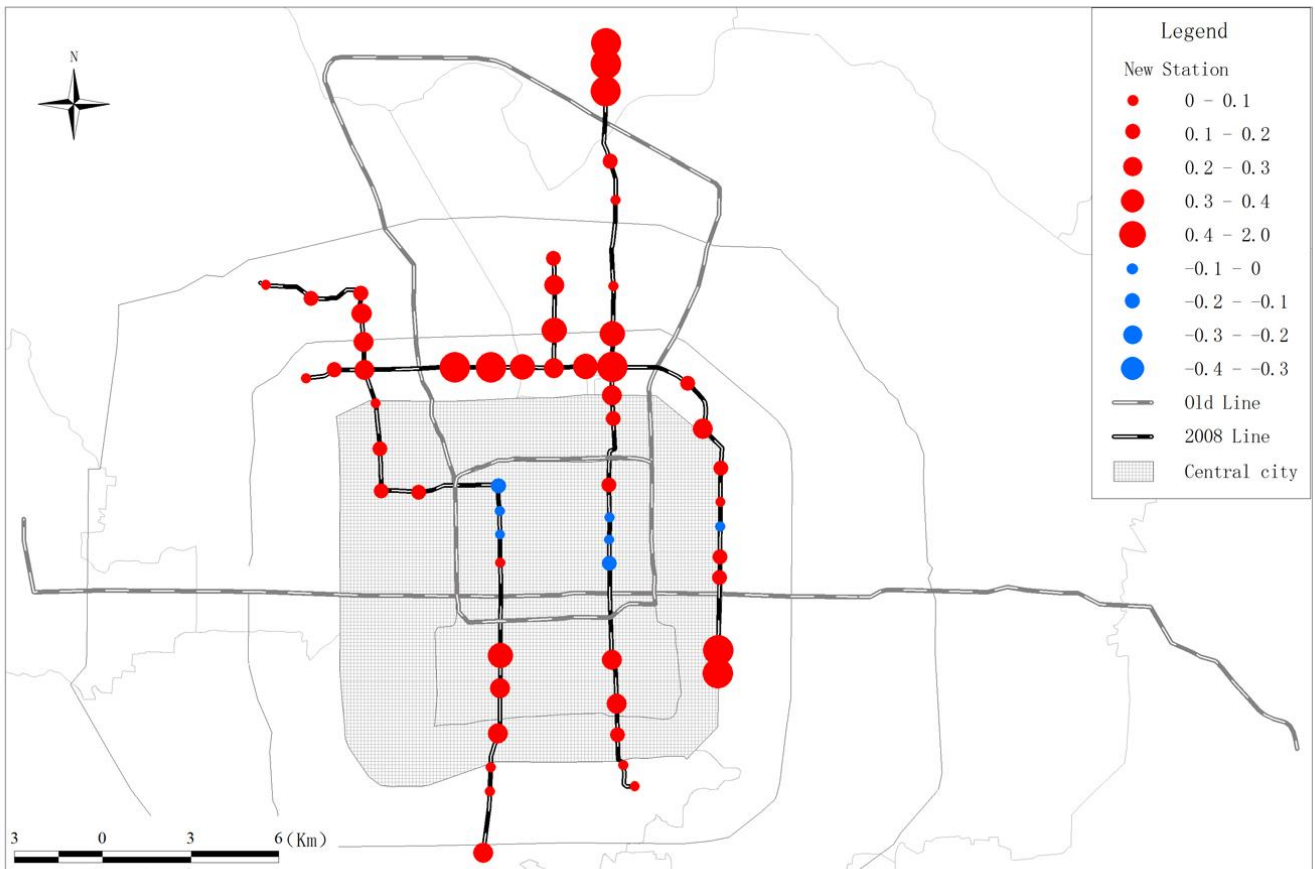 N
Legend
New Station
0 - 0.1
0.1 - 0.2
0.2 - 0.3
0.3 - 0.4
0.4 - 2.0
-0.1 - 0
-0.2 - -0.1
-0.3 - -0.2
-0.4 - -0.3
Old Line
2008 Line
Central city
3 0 3 6 (Km)